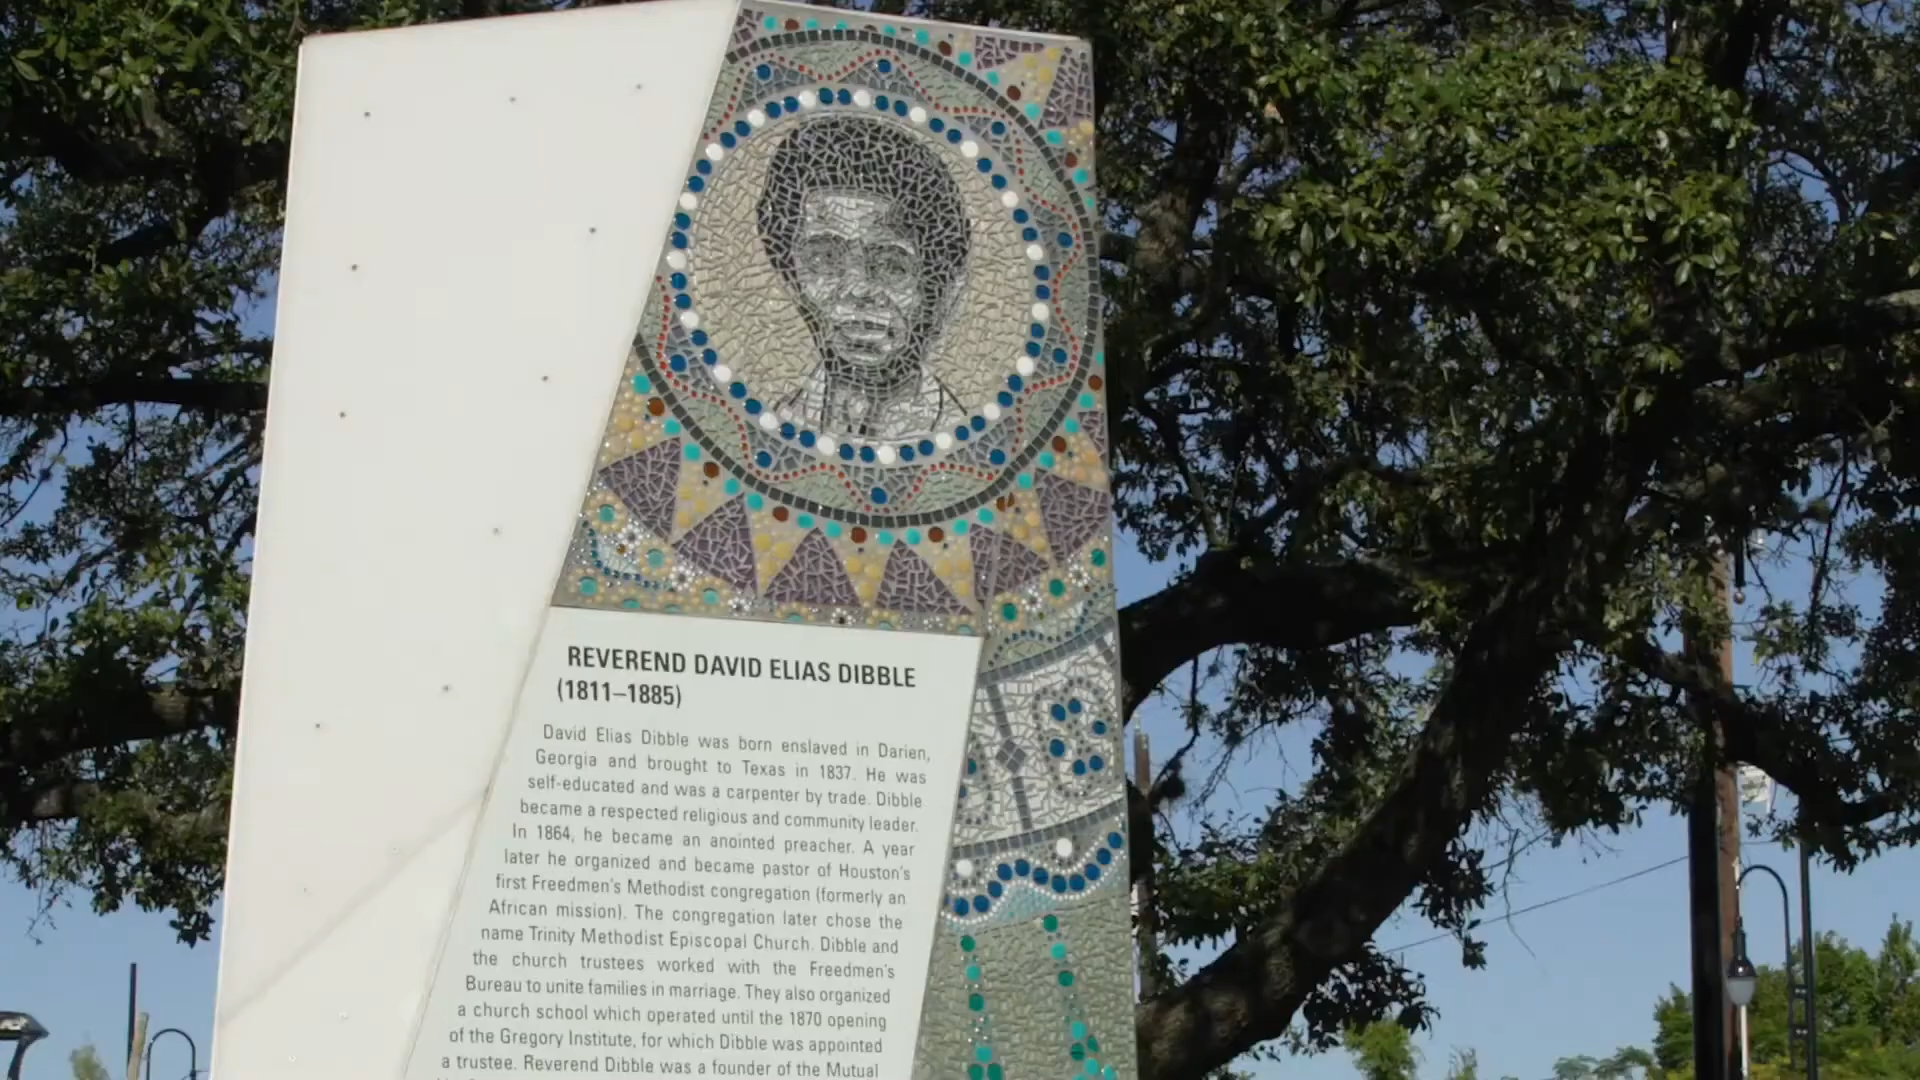 REVEREND DAVID ELIAS DIBBLE
(1811–1885)
David Elias Dibble was born enslaved in Darien,
Georgia and brought to Texas in 1837. He was
self-educated and was a carpenter by trade. Dibble
became a respected religious and community leader.
In 1864, he became an anointed preacher. A year
later he organized and became pastor of Houston's
first Freedmen's Methodist congregation (formerly an
African mission). The congregation later chose the
name Trinity Methodist Episcopal Church. Dibble and
the church trustees worked with the Freedmen's
Bureau to unite families in marriage. They also organized
a church school which operated until the 1870 opening
of the Gregory Institute, for which Dibble was appointed
a trustee. Reverend Dibble was a founder of the Mutual